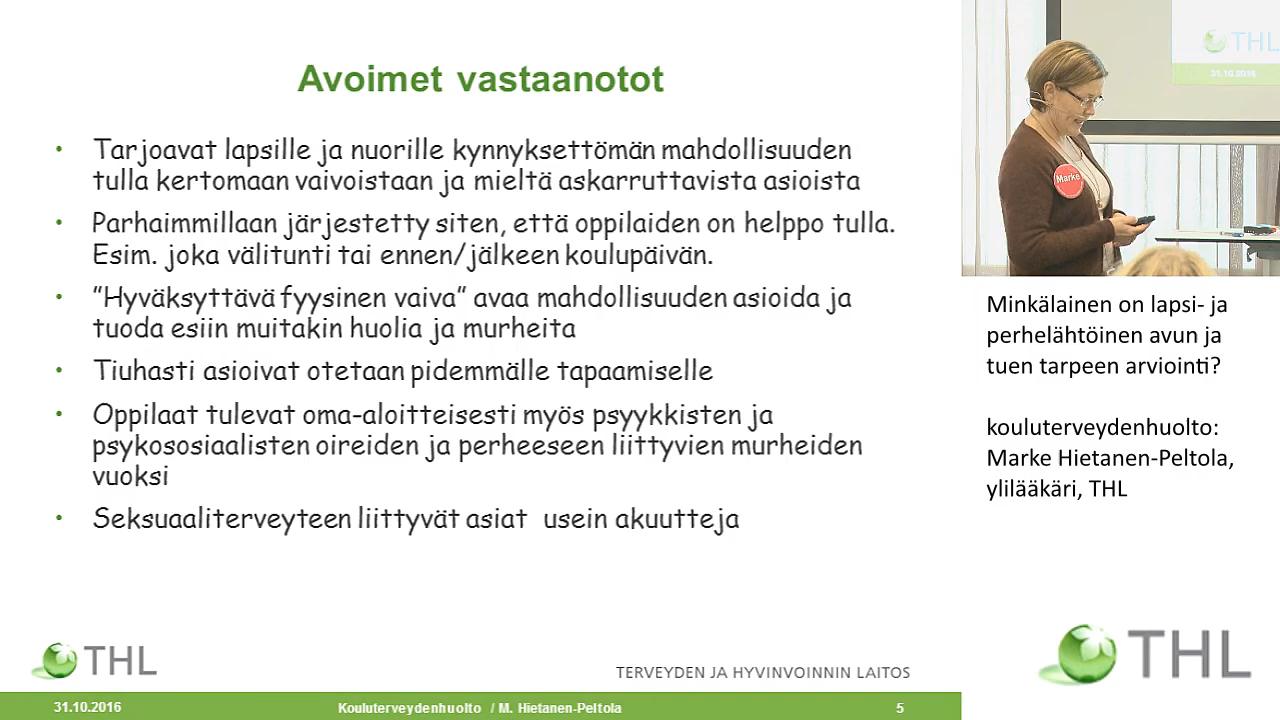 Avoimet vastaanotot
• Tarjoavat lapsille ja nuorille kynnyksettömän mahdollisuuden
tulla kertomaan vaivoistaan ja mieltä askarruttavista asioista
• Parhaimmillaan järjestetty siten, että oppilaiden on helppo tulla.
Esim. joka välitunti tai ennen/jälkeen koulupäivän.
• ”Hyväksyttävä fyysinen vaiva” avaa mahdollisuuden asioida ja
tuoda esiin muitakin huolia ja murheita
• Tiuhasti asioivat otetaan pidemmälle tapaamiselle
• Oppilaat tulevat oma-aloitteisesti myös psyykkisten ja
psykososiaalisten oireiden ja perheeseen liittyvien murheiden
vuoksi
• Seksuaaliterveyteen liittyvät asiat usein akuutteja
THL
TERVEYDEN JA HYVINVOINNIN LAITOS
31.10.2016
Kouluterveydenhuolto / M. Hietanen-Peltola
5
THL
31.10.2016
Marke
Minkälainen on lapsi- ja
perhelähtöinen avun ja
tuen tarpeen arviointi?
kouluterveydenhuolto:
Marke Hietanen-Peltola,
ylilääkäri, THL
THL